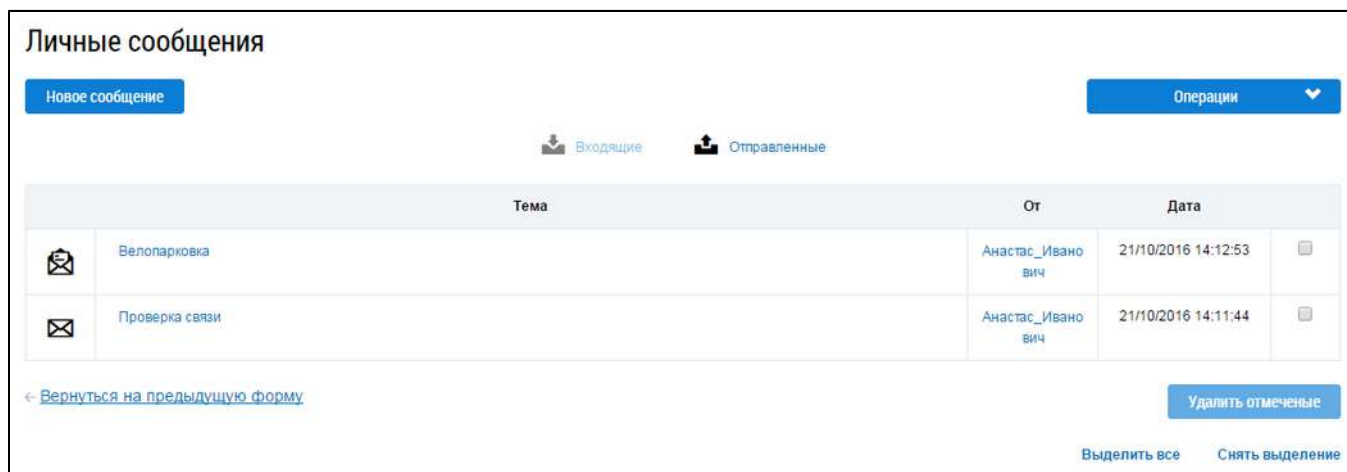 Личные сообщения
Новое сообщение
Операции
Входящие Отправленные
Тема От Дата
Велопарковка Анастас_Ивано 21/10/2016 14:12:53
вич
Проверка связи Анастас_Ивано 21/10/2016 14:11:44
вич
← Вернуться на предыдущую форму
Удалить отмеченые
Выделить все Снять выделение